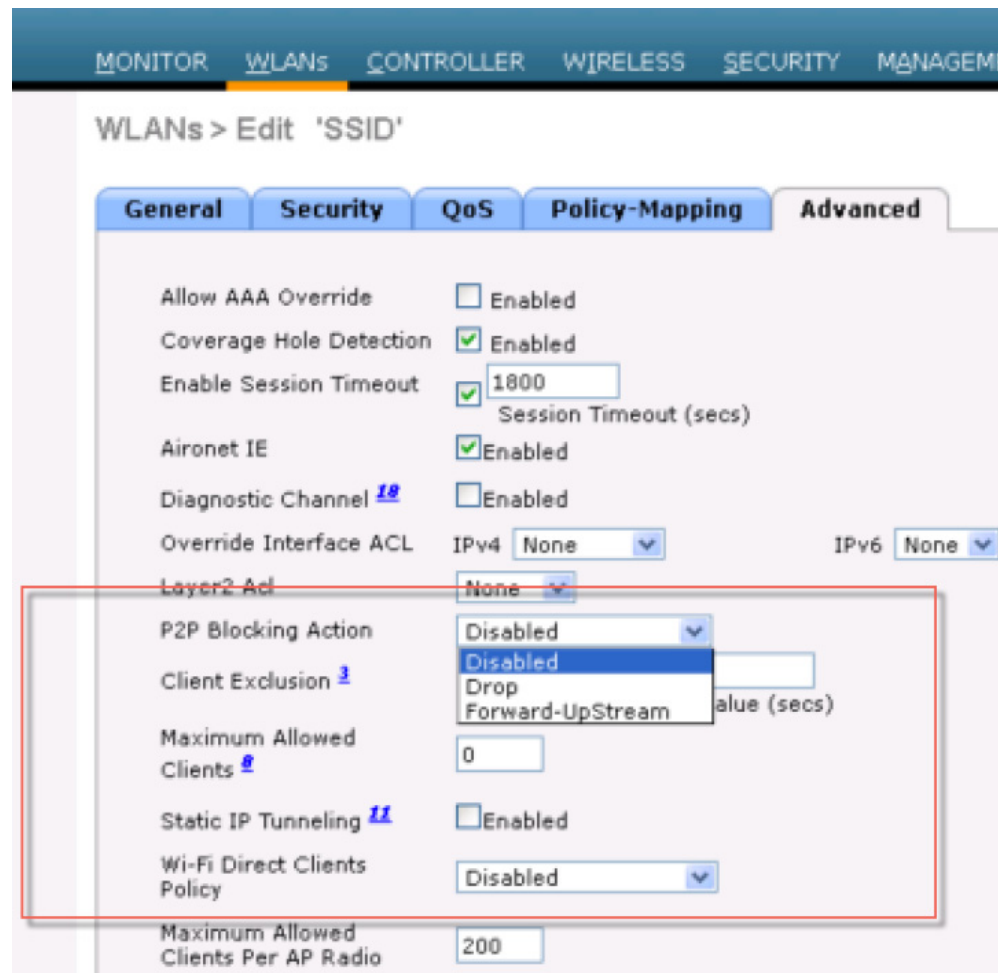 MONITOR WLANs CONTROLLER WIRELESS SECURITY MANAGEM
WLANs > Edit 'SSID'
General Security QoS Policy-Mapping Advanced
Allow AAA Override Enabled
Coverage Hole Detection Enabled
Enable Session Timeout 1800
Session Timeout (secs)
Aironet IE Enabled
Diagnostic Channel 18 Enabled
Override Interface ACL IPv4 None IPv6 None
Layer2 Acl None
P2P Blocking Action Disabled
Disabled
Client Exclusion 3
Drop
Forward-UpStream alue (secs)
Maximum Allowed
Clients 8 0
Static IP Tunneling 11 Enabled
Wi-Fi Direct Clients
Policy Disabled
Maximum Allowed
Clients Per AP Radio 200